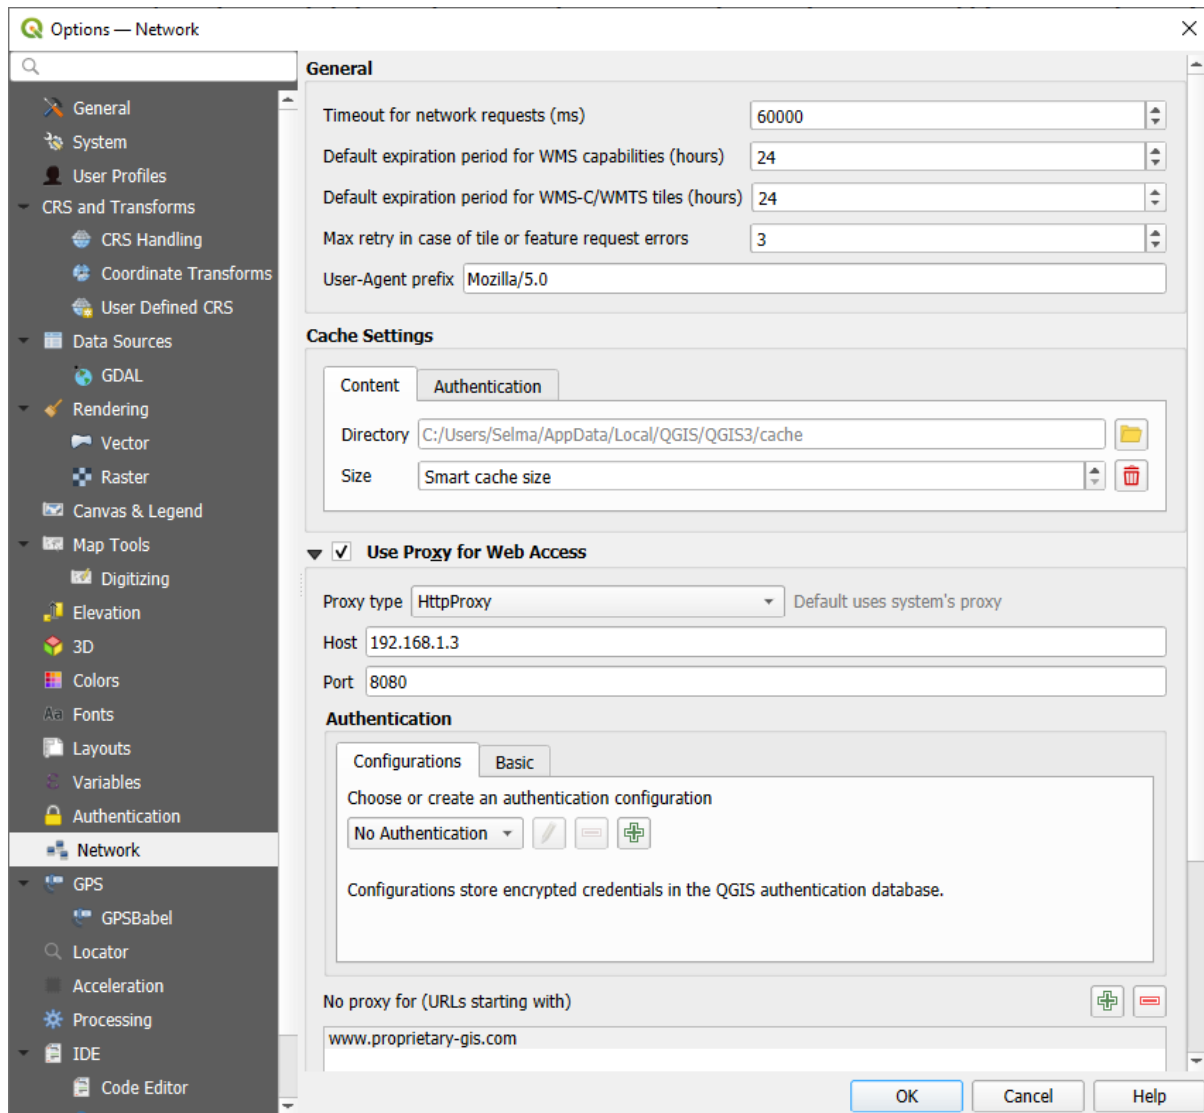 Options — Network
General
System
User Profiles
CRS and Transforms
CRS Handling
Coordinate Transforms
User Defined CRS
Data Sources
GDAL
Rendering
Vector
Raster
Canvas & Legend
Map Tools
Digitizing
Elevation
3D
Colors
Aa Fonts
Layouts
ε Variables
Authentication
Network
GPS
GPSBabel
Locator
Acceleration
Processing
IDE
Code Editor
General
Timeout for network requests (ms) 60000
Default expiration period for WMS capabilities (hours) 24
Default expiration period for WMS-C/WMTS tiles (hours) 24
Max retry in case of tile or feature request errors 3
User-Agent prefix Mozilla/5.0
Cache Settings
Content Authentication
Directory C:/Users/Selma/AppData/Local/QGIS/QGIS3/cache
Size Smart cache size
Use Proxy for Web Access
Proxy type HttpProxy Default uses system's proxy
Host 192.168.1.3
Port 8080
Authentication
Configurations Basic
Choose or create an authentication configuration
No Authentication
Configurations store encrypted credentials in the QGIS authentication database.
No proxy for (URLs starting with)
www.proprietary-gis.com
OK Cancel Help